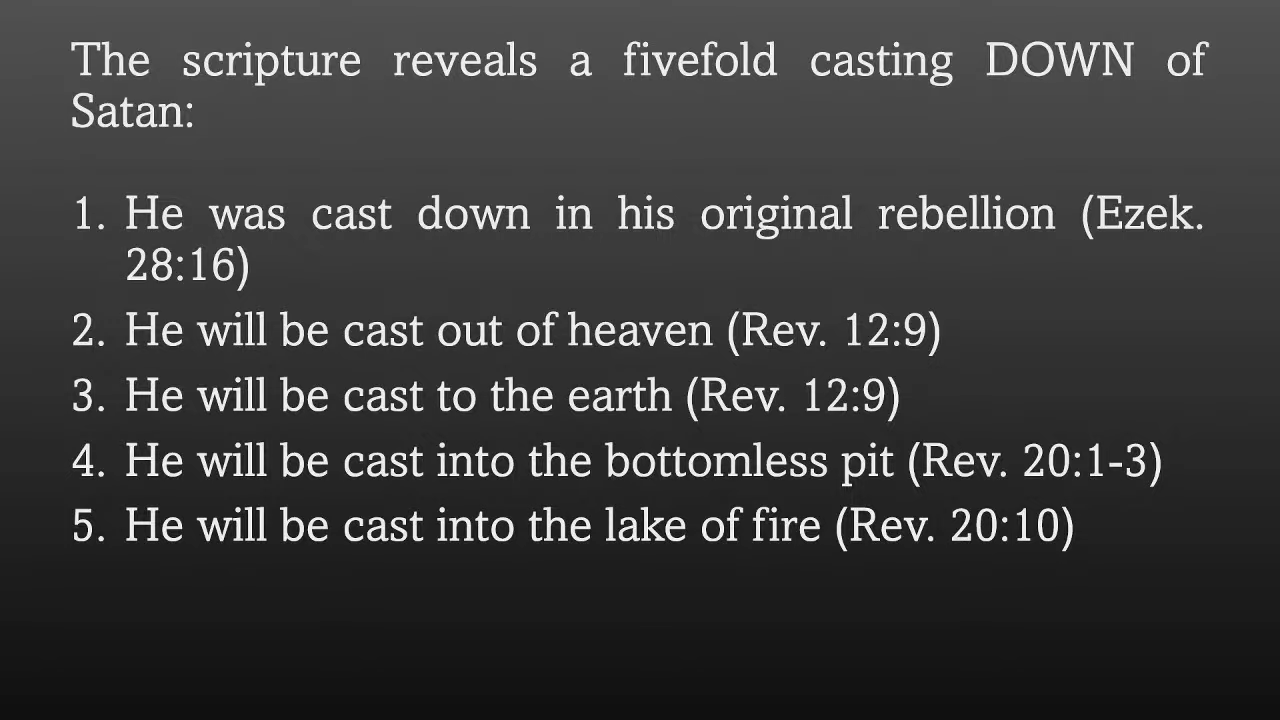 The scripture reveals a fivefold casting DOWN of
Satan:
1. He was cast down in his original rebellion (Ezek.
28:16)
2. He will be cast out of heaven (Rev. 12:9)
3. He will be cast to the earth (Rev. 12:9)
4. He will be cast into the bottomless pit (Rev. 20:1-3)
5. He will be cast into the lake of fire (Rev. 20:10)